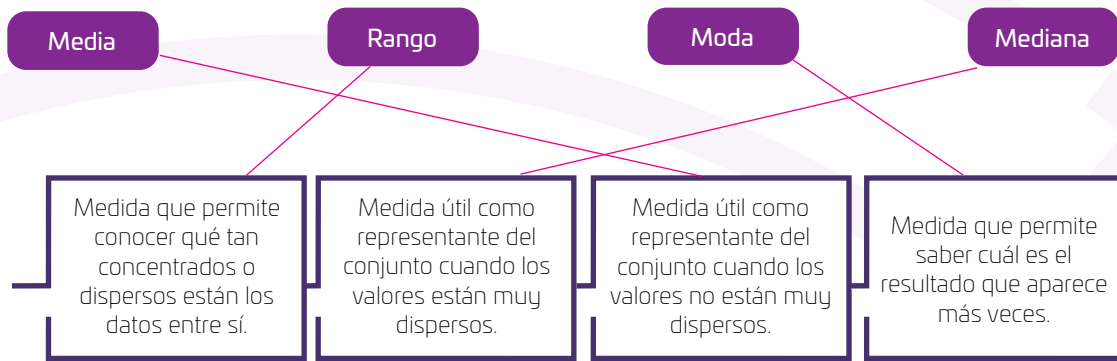 Media
Rango
Moda
Mediana
Medida que permite
conocer qué tan
concentrados o
dispersos están los
datos entre sí.
Medida útil como
representante del
conjunto cuando los
valores están muy
dispersos.
Medida útil como
representante del
conjunto cuando los
valores no están muy
dispersos.
Medida que permite
saber cuál es el
resultado que aparece
más veces.